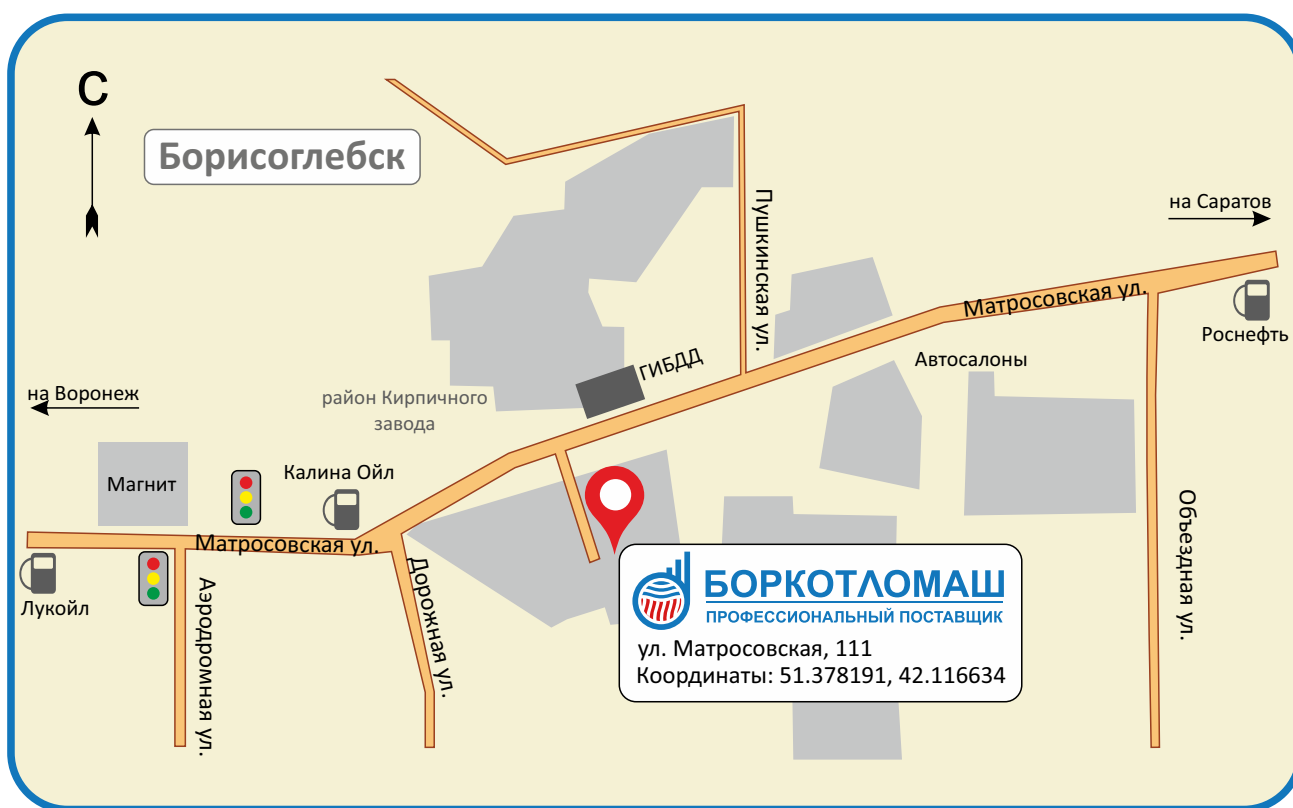 С
Борисоглебск
на Саратов
Пушкинская ул.
Матросовская ул.
Роснефть
Автосалоны
ГИБДД
на Воронеж
район Кирпичного
завода
Калина Ойл
Магнит
Матросовская ул.
Лукойл
Аэродромная ул.
Дорожная ул.
Объездная ул.
БОРКОТЛОМАШ
ПРОФЕССИОНАЛЬНЫЙ ПОСТАВЩИК
ул. Матросовская, 111
Координаты: 51.378191, 42.116634